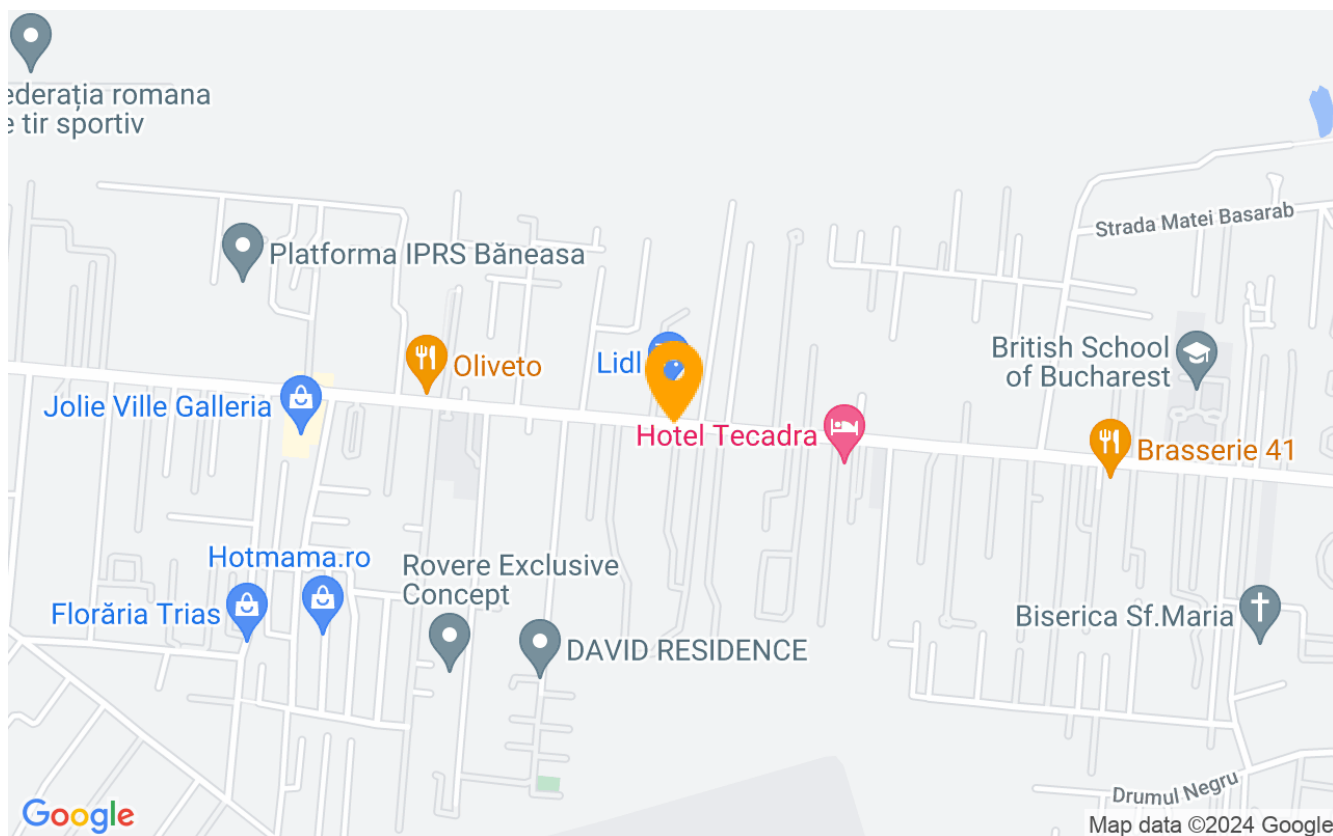 ederația romana
e tir sportiv
Strada Matei Basarab
Platforma IPRS Băneasa
British School
of Bucharest
Oliveto
Lidl
Jolie Ville Galleria
Hotel Tecadra
Brasserie 41
Hotmama.ro
Rovere Exclusive
Concept
Florăria Trias
Biserica Sf.Maria
DAVID RESIDENCE
Drumul Negru
Google
Map data ©2024 Google